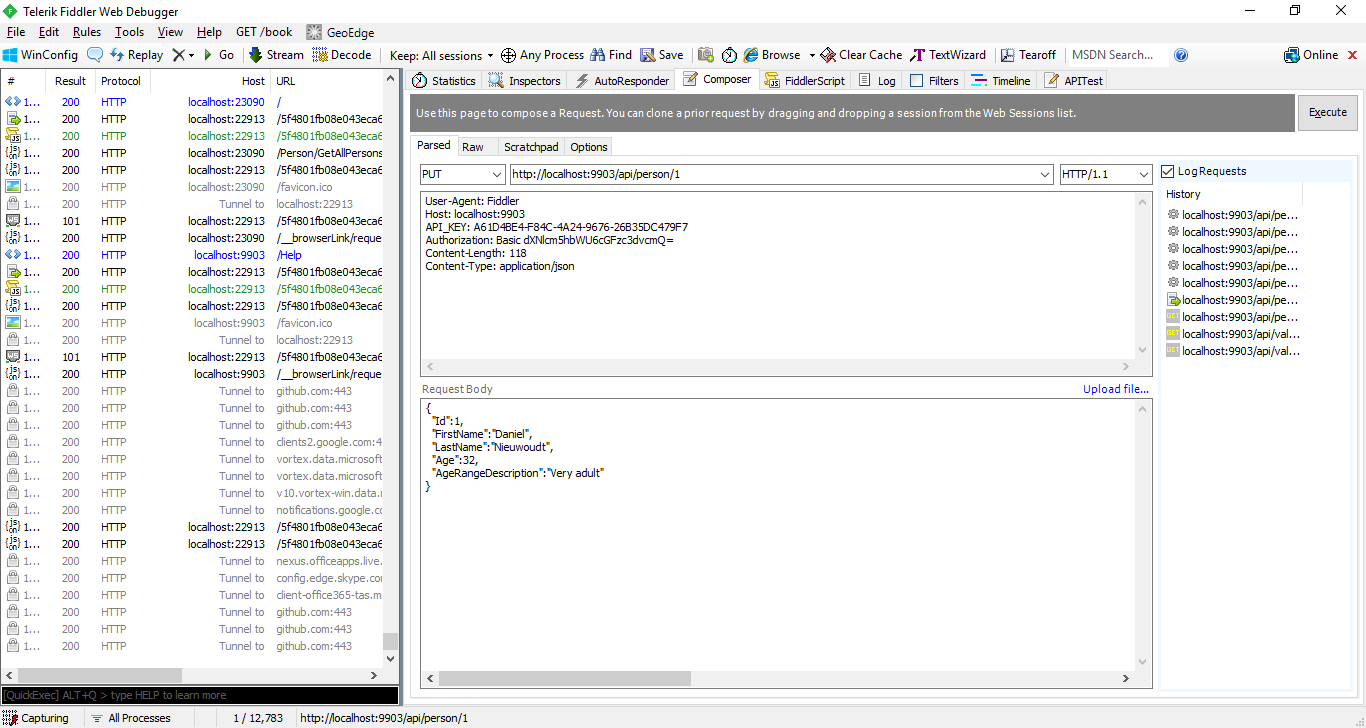 Telerik Fiddler Web Debugger
File Edit Rules Tools View Help GET /book GeoEdge
WinConfig Replay Go Stream Decode Keep: All sessions Any Process Find Save Browse Clear Cache TextWizard Tearoff MSDN Search... Online
Statistics Inspectors AutoResponder Composer FiddlerScript Log Filters Timeline APITest
# Result Protocol Host URL
1... 200 HTTP localhost:23090 /
1... 200 HTTP localhost:22913 /5f4801fb08e043eca6
1... 200 HTTP localhost:22913 /5f4801fb08e043eca6
1... 200 HTTP localhost:23090 /Person/GetAllPersons
1... 200 HTTP localhost:22913 /5f4801fb08e043eca6
1... 200 HTTP localhost:23090 /favicon.ico
1... 200 HTTP Tunnel to localhost:22913
1... 101 HTTP localhost:22913 /5f4801fb08e043eca6
1... 200 HTTP localhost:23090 /__browserLink/reque
1... 200 HTTP localhost:9903 /Help
1... 200 HTTP localhost:22913 /5f4801fb08e043eca6
1... 200 HTTP localhost:22913 /5f4801fb08e043eca6
1... 200 HTTP localhost:22913 /5f4801fb08e043eca6
1... 200 HTTP localhost:9903 /favicon.ico
1... 200 HTTP Tunnel to localhost:22913
1... 101 HTTP localhost:22913 /5f4801fb08e043eca6
1... 200 HTTP localhost:9903 /__browserLink/reque
1... 200 HTTP Tunnel to github.com:443
1... 200 HTTP Tunnel to github.com:443
1... 200 HTTP Tunnel to github.com:443
1... 200 HTTP Tunnel to clients2.google.com:4
1... 200 HTTP Tunnel to vortex.data.microsoft
1... 200 HTTP Tunnel to vortex.data.microsoft
1... 200 HTTP Tunnel to v10.vortex-win.data.
1... 200 HTTP Tunnel to notifications.google.co
1... 200 HTTP localhost:22913 /5f4801fb08e043eca6
1... 200 HTTP localhost:22913 /5f4801fb08e043eca6
1... 200 HTTP Tunnel to nexus.officeapps.live.
1... 200 HTTP Tunnel to config.edge.skype.co
1... 200 HTTP Tunnel to client-office365-tas.m
1... 200 HTTP Tunnel to github.com:443
1... 200 HTTP Tunnel to github.com:443
1... 200 HTTP Tunnel to github.com:443
[QuickExec] ALT+Q > type HELP to learn more
Use this page to compose a Request. You can clone a prior request by dragging and dropping a session from the Web Sessions list.
Execute
Parsed Raw Scratchpad Options
PUT http://localhost:9903/api/person/1 HTTP/1.1
User-Agent: Fiddler
Host: localhost:9903
API_KEY: A61D4BE4-F84C-4A24-9676-26B35DC479F7
Authorization: Basic dXNlcm5hbWU6cGFzc3dvcmQ=
Content-Length: 118
Content-Type: application/json
Request Body Upload file...
{
"Id":1,
"FirstName":"Daniel",
"LastName":"Nieuwoudt",
"Age":32,
"AgeRangeDescription":"Very adult"
}
Log Requests
History
localhost:9903/api/pe...
localhost:9903/api/pe...
localhost:9903/api/pe...
localhost:9903/api/pe...
localhost:9903/api/pe...
localhost:9903/api/pe...
localhost:9903/api/pe...
localhost:9903/api/val...
localhost:9903/api/val...
Capturing All Processes 1 / 12,783 http://localhost:9903/api/person/1